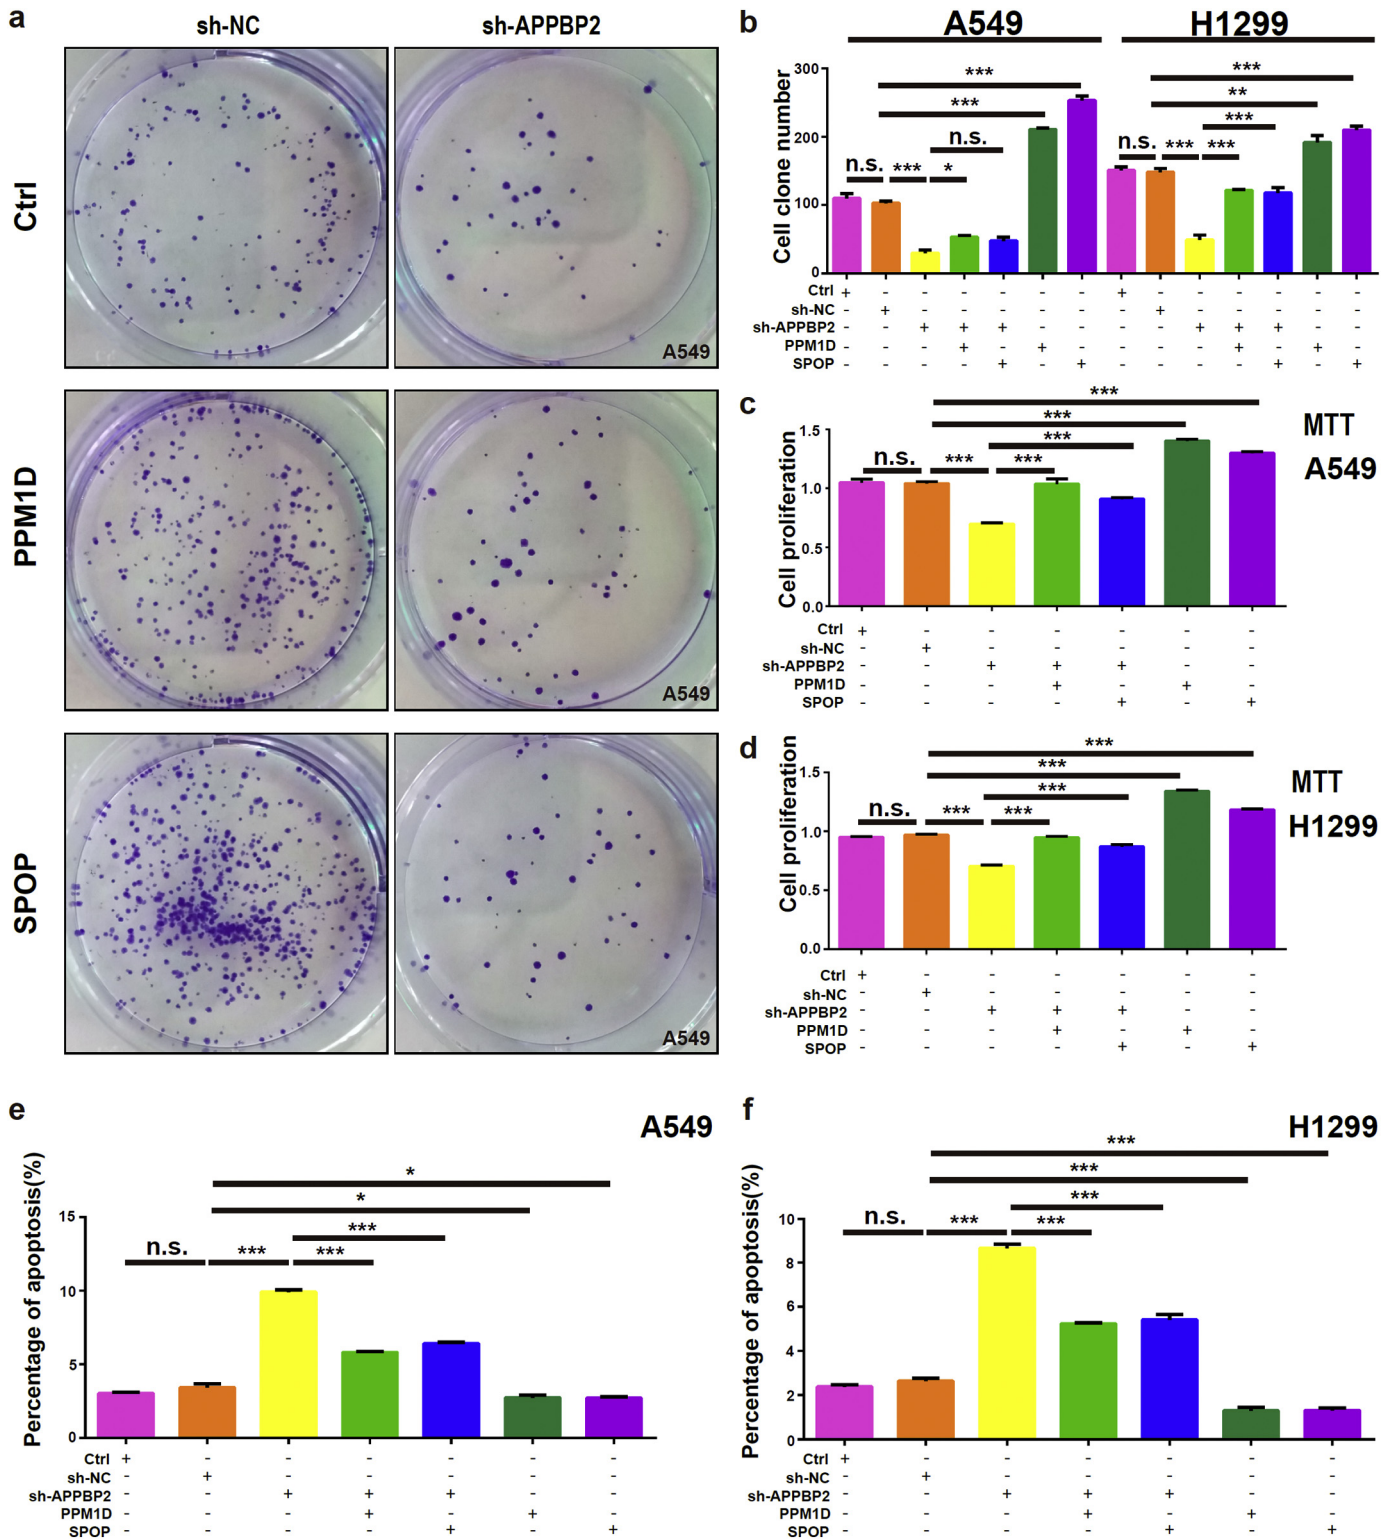 a
sh-NC
sh-APPBP2
Ctrl
A549
PPM1D
A549
A549
SPOP
A549
b
A549
H1299
Cell clone number
300
200
100
0
n.s.
***
*
n.s.
***
***
n.s.
***
***
***
**
***
Ctrl + - - - - - - + - - - - - -
sh-NC - + - - - - - - + - - - - -
sh-APPBP2 - - + + + - - - - + + + - -
PPM1D - - - + - + - - - - + - + -
SPOP - - - - + - + - - - - + - +
c
MTT
A549
Cell proliferation
1.5
1.0
0.5
0.0
n.s.
***
***
***
***
***
Ctrl + - - - - - -
sh-NC - + - - - - -
sh-APPBP2 - - + + + - -
PPM1D - - - + - + -
SPOP - - - - + - +
d
MTT
H1299
Cell proliferation
1.5
1.0
0.5
0.0
n.s.
***
***
***
***
***
Ctrl + - - - - - -
sh-NC - + - - - - -
sh-APPBP2 - - + + + - -
PPM1D - - - + - + -
SPOP - - - - + - +
e
A549
Percentage of apoptosis(%)
15
10
5
0
n.s.
***
***
***
*
*
Ctrl + - - - - - -
sh-NC - + - - - - -
sh-APPBP2 - - + + + - -
PPM1D - - - + - + -
SPOP - - - - + - +
f
H1299
Percentage of apoptosis(%)
10
8
6
4
2
0
n.s.
***
***
***
***
***
Ctrl + - - - - - -
sh-NC - + - - - - -
sh-APPBP2 - - + + + - -
PPM1D - - - + - + -
SPOP - - - - + - +